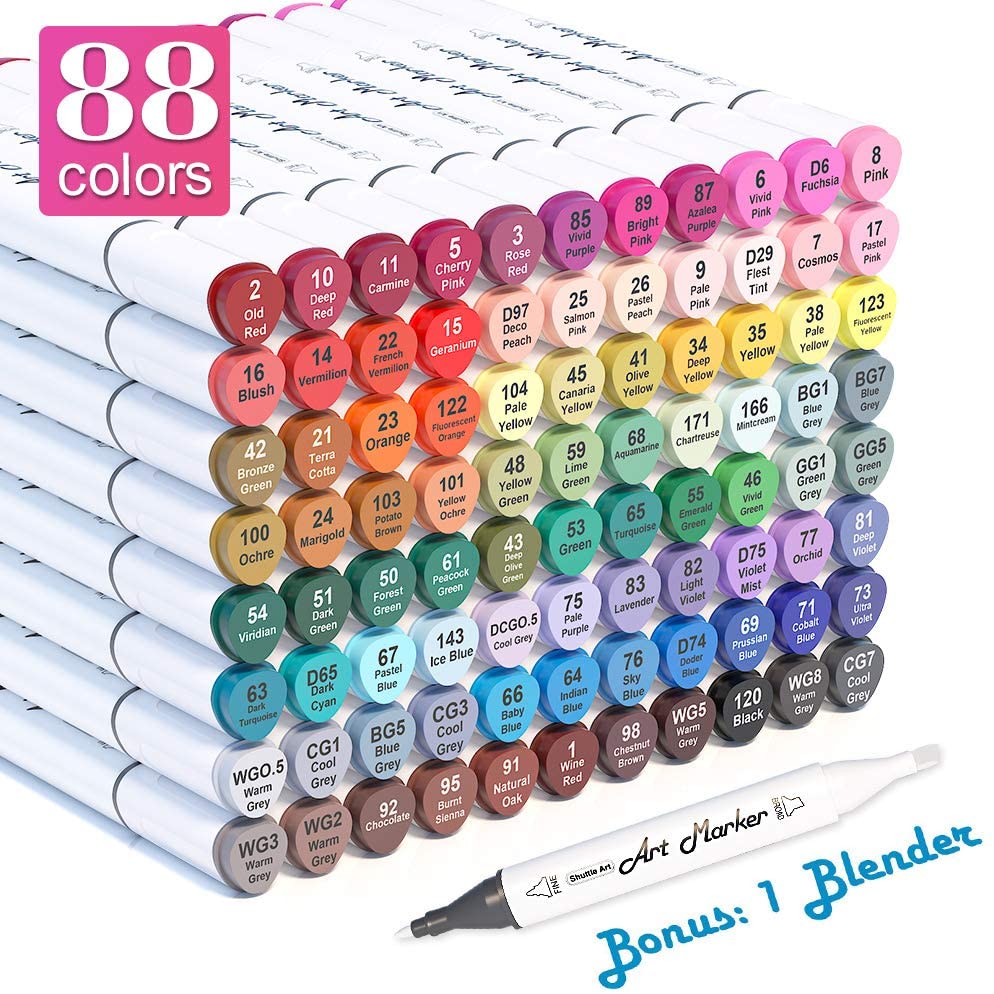 88
colors
2
Old
Red
10
Deep
Red
11
Carmine
5
Cherry
Pink
3
Rose
Red
85
Vivid
Purple
89
Bright
Pink
87
Azalea
Purple
6
Vivid
Pink
D6
Fuchsia
8
Pink
16
Blush
14
Vermilion
22
French
Vermilion
15
Geranium
D97
Deco
Peach
25
Salmon
Pink
26
Pastel
Peach
9
Pale
Pink
D29
Flest
Tint
7
Cosmos
17
Pastel
Pink
42
Bronze
Green
21
Terra
Cotta
23
Orange
122
Fluorescent
Orange
104
Pale
Yellow
45
Canaria
Yellow
41
Olive
Yellow
34
Deep
Yellow
35
Yellow
38
Pale
Yellow
123
Fluorescent
Yellow
100
Ochre
24
Marigold
103
Potato
Brown
101
Yellow
Ochre
48
Yellow
Green
59
Lime
Green
68
Aquamarine
171
Chartreuse
166
Mintcream
BG1
Blue
Grey
BG7
Blue
Grey
54
Viridian
51
Dark
Green
50
Forest
Green
61
Peacock
Green
43
Deep
Olive
Green
53
Green
65
Turquoise
55
Emerald
Green
46
Vivid
Green
GG1
Green
Grey
GG5
Green
Grey
63
Dark
Turquoise
D65
Dark
Cyan
67
Pastel
Blue
143
Ice Blue
DCGO.5
Cool Grey
75
Pale
Purple
83
Lavender
82
Light
Violet
D75
Violet
Mist
77
Orchid
81
Deep
Violet
WGO.5
Warm
Grey
CG1
Cool
Grey
BG5
Blue
Grey
CG3
Cool
Grey
66
Baby
Blue
64
Indian
Blue
76
Sky
Blue
D74
Doder
Blue
69
Prussian
Blue
71
Cobalt
Blue
73
Ultra
Violet
WG3
Warm
Grey
WG2
Warm
Grey
92
Chocolate
95
Burnt
Sienna
91
Natural
Oak
1
Wine
Red
98
Chestnut
Brown
WG5
Warm
Grey
120
Black
WG8
Warm
Grey
CG7
Cool
Grey
FINE
Shuttle Art
Art Marker
BROAD
Bonus: 1 Blender